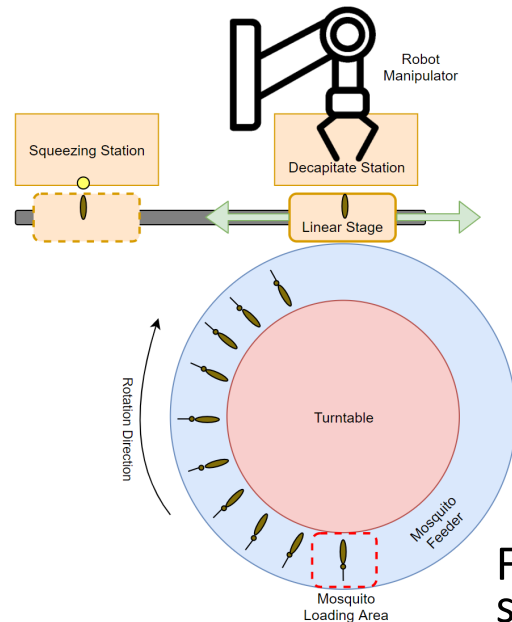 Robot
Manipulator
Squeezing Station
Decapitate Station
Linear Stage
Rotation Direction
Turntable
Mosquito
Feeder
Mosquito
Loading Area